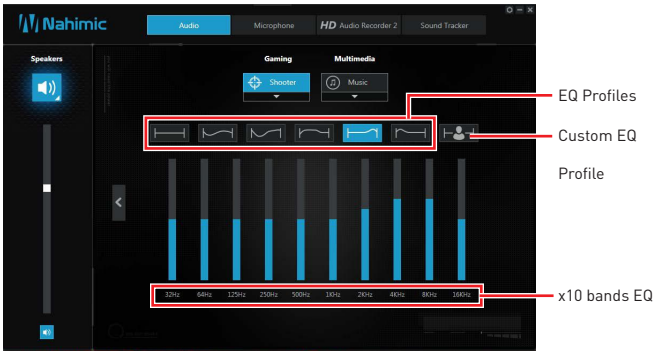 Nahimic
Audio
Microphone
HD Audio Recorder 2
Sound Tracker
Speakers
Gaming
Multimedia
Shooter
Music
EQ Profiles
Custom EQ
Profile
32Hz 64Hz 125Hz 250Hz 500Hz 1KHz 2KHz 4KHz 8KHz 16KHz
x10 bands EQ